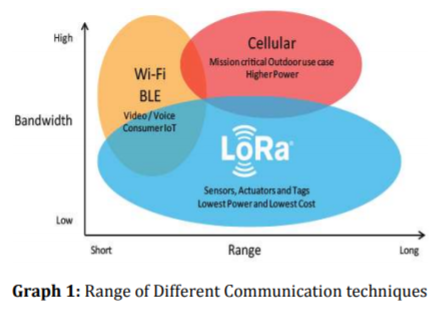 High
Bandwidth
Low
Wi-Fi
BLE
Video / Voice
Consumer IoT
Cellular
Mission critical Outdoor use case
Higher Power
LoRa®
Sensors, Actuators and Tags
Lowest Power and Lowest Cost
Short
Range
Long
Graph 1: Range of Different Communication techniques